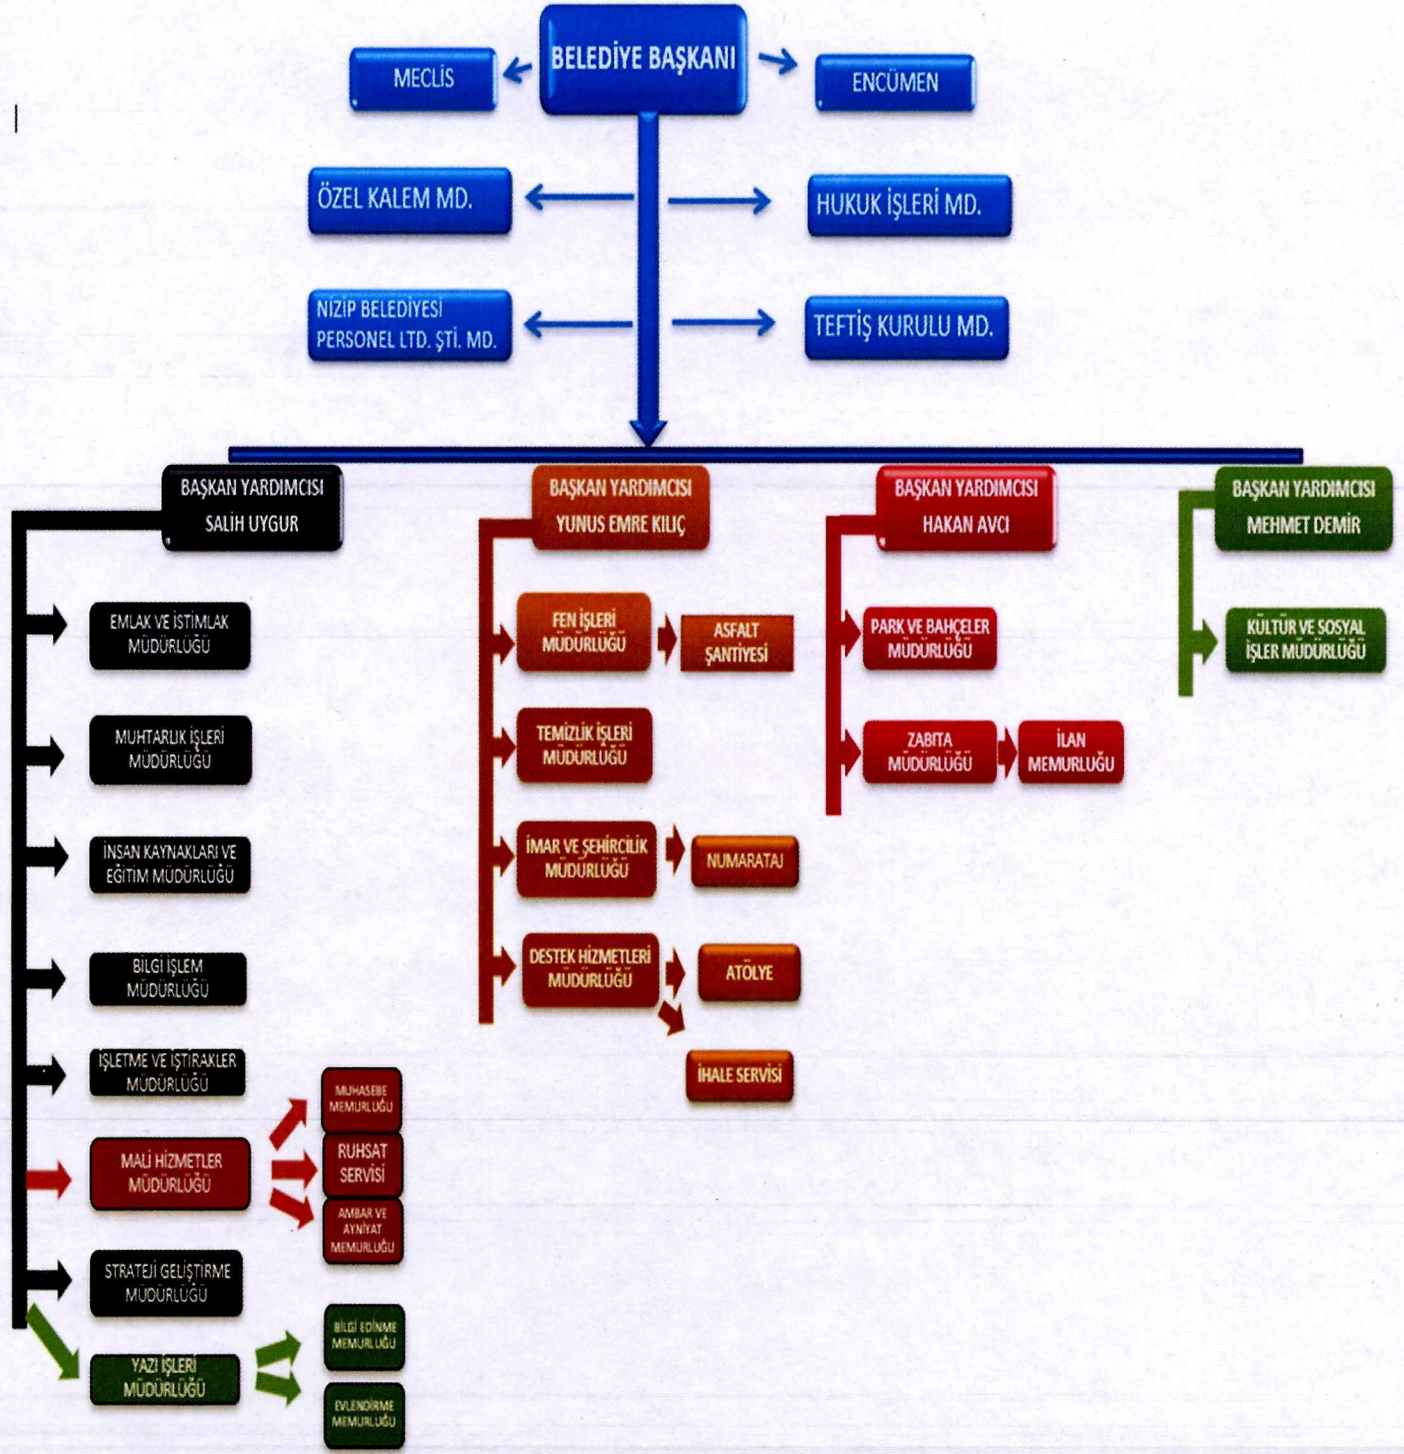 BELEDİYE BAŞKANI
MECLİS
ENCÜMEN
ÖZEL KALEM MD.
HUKUK İŞLERİ MD.
NİZİP BELEDİYESİ
PERSONEL LTD. ŞTİ. MD.
TEFTİŞ KURULU MD.
BAŞKAN YARDIMCISI
SALİH UYGUR
EMLAK VE İSTİMLAK
MÜDÜRLÜĞÜ
MUHTARLIK İŞLERİ
MÜDÜRLÜĞÜ
İNSAN KAYNAKLARI VE
EĞİTİM MÜDÜRLÜĞÜ
BİLGİ İŞLEM
MÜDÜRLÜĞÜ
İŞLETME VE İŞTİRAKLER
MÜDÜRLÜĞÜ
MALİ HİZMETLER
MÜDÜRLÜĞÜ
MUHASEBE
MEMURLUĞU
RUHSAT
SERVİSİ
AMBAR VE
AYNİYAT
MEMURLUĞU
STRATEJİ GELİŞTİRME
MÜDÜRLÜĞÜ
YAZI İŞLERİ
MÜDÜRLÜĞÜ
BİLGİ EDİNME
MEMURLUĞU
EVLENDİRME
MEMURLUĞU
BAŞKAN YARDIMCISI
YUNUS EMRE KILIÇ
FEN İŞLERİ
MÜDÜRLÜĞÜ
ASFALT
ŞANTİYESİ
TEMİZLİK İŞLERİ
MÜDÜRLÜĞÜ
İMAR VE ŞEHİRCİLİK
MÜDÜRLÜĞÜ
NUMARATAJ
DESTEK HİZMETLERİ
MÜDÜRLÜĞÜ
ATÖLYE
İHALE SERVİSİ
BAŞKAN YARDIMCISI
HAKAN AVCI
PARK VE BAHÇELER
MÜDÜRLÜĞÜ
ZABITA
MÜDÜRLÜĞÜ
İLAN
MEMURLUĞU
BAŞKAN YARDIMCISI
MEHMET DEMİR
KÜLTÜR VE SOSYAL
İŞLER MÜDÜRLÜĞÜ